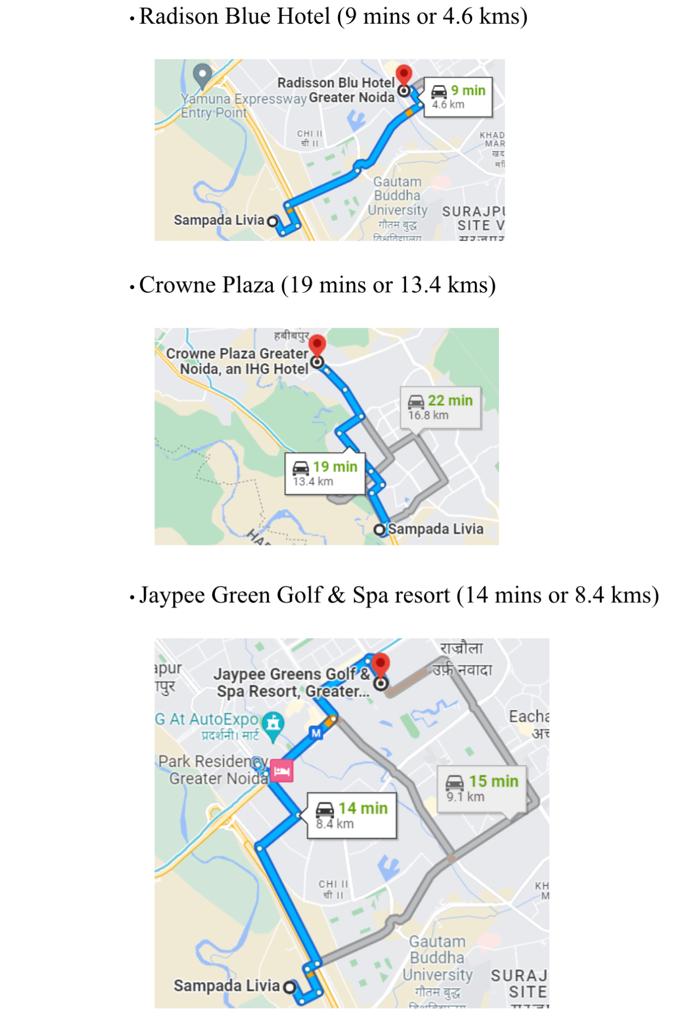 • Radison Blue Hotel (9 mins or 4.6 kms)
Radisson Blu Hotel
Greater Noida
9 min
4.6 km
Yamuna Expressway
Entry Point
CHI II
ची II
KHAD
MAR
Gautam
Buddha
University
गौतम बुद्ध
विश्वविद्यालय
SURAJPU
SITE V
Sampada Livia
• Crowne Plaza (19 mins or 13.4 kms)
हबीबपुर
Crowne Plaza Greater
Noida, an IHG Hotel
22 min
16.8 km
19 min
13.4 km
Sampada Livia
HAR
• Jaypee Green Golf & Spa resort (14 mins or 8.4 kms)
apur
Jaypee Greens Golf &
Spa Resort, Greater...
राजौला
उर्फ़ नवादा
G At AutoExpo
प्रदर्शनी। मार्ट
Eacha
M
Park Residency
Greater Noida
15 min
9.1 km
14 min
8.4 km
CHI II
ची II
KH
M
Gautam
Buddha
University
गौतम बुद्ध
SURAJ
SITE
Sampada Livia